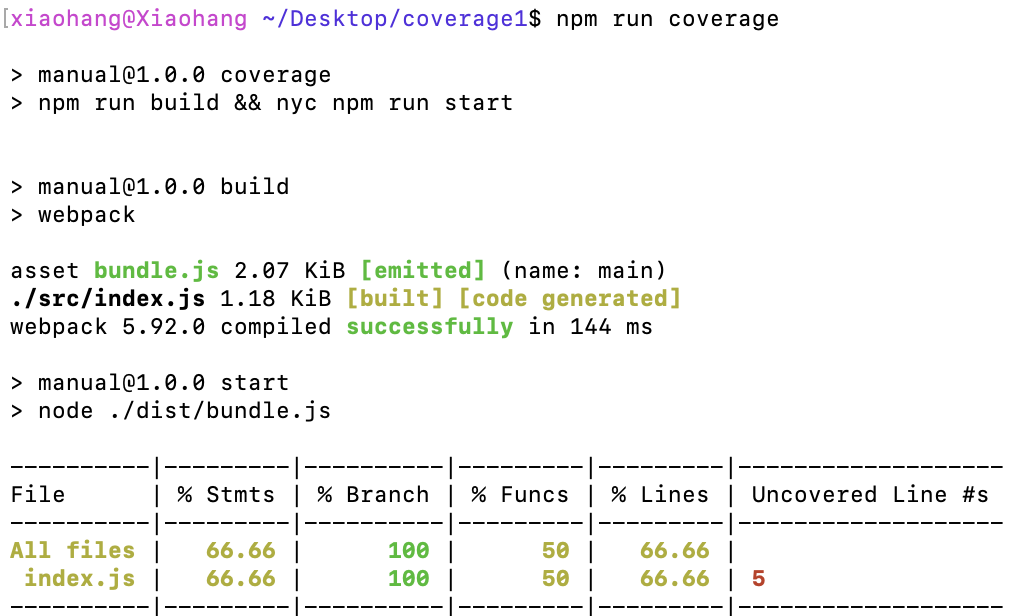 [xiaohang@Xiaohang ~/Desktop/coverage1$ npm run coverage
> manual@1.0.0 coverage
> npm run build && nyc npm run start
> manual@1.0.0 build
> webpack
asset bundle.js 2.07 KiB [emitted] (name: main)
./src/index.js 1.18 KiB [built] [code generated]
webpack 5.92.0 compiled successfully in 144 ms
> manual@1.0.0 start
> node ./dist/bundle.js
----------|---------|----------|---------|---------|-------------------
File      | % Stmts | % Branch | % Funcs | % Lines | Uncovered Line #s
----------|---------|----------|---------|---------|-------------------
All files |   66.66 |      100 |      50 |   66.66 |
 index.js |   66.66 |      100 |      50 |   66.66 | 5
----------|---------|----------|---------|---------|-------------------